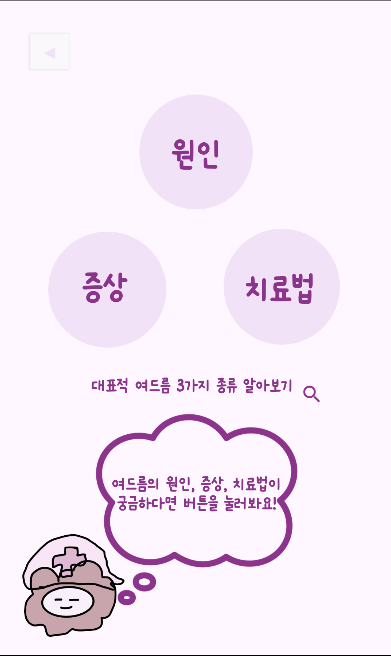 원인
증상
치료법
대표적 여드름 3가지 종류 알아보기
여드름의 원인, 증상, 치료법이
궁금하다면 버튼을 눌러봐요!